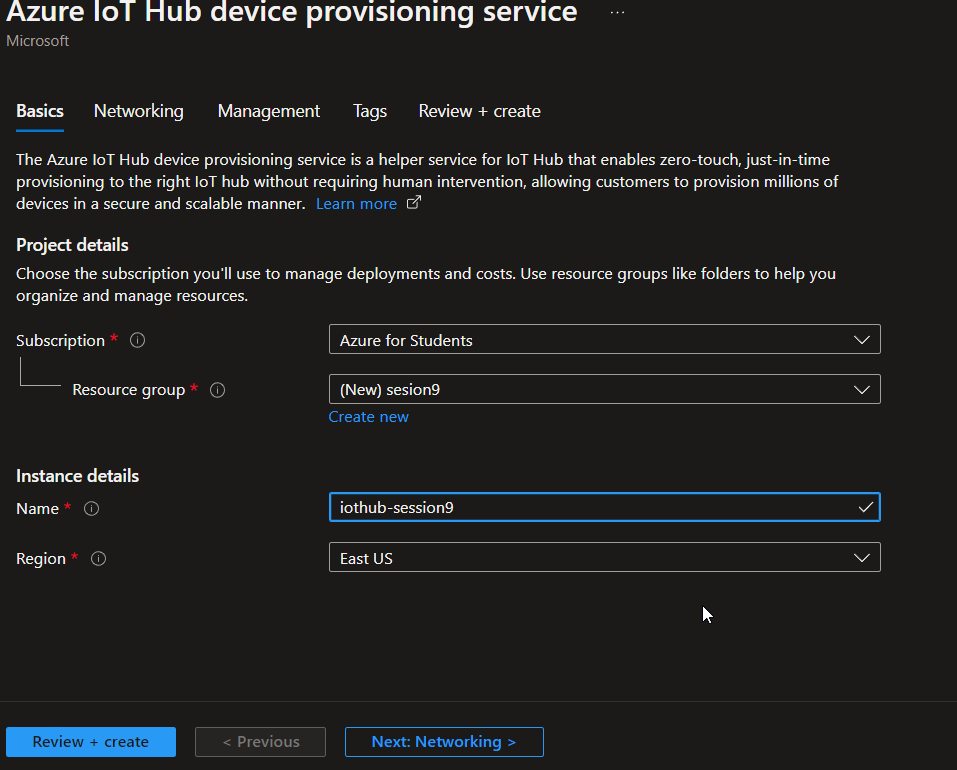 Azure IoT Hub device provisioning service ...
Microsoft
Basics Networking Management Tags Review + create
The Azure IoT Hub device provisioning service is a helper service for IoT Hub that enables zero-touch, just-in-time
provisioning to the right IoT hub without requiring human intervention, allowing customers to provision millions of
devices in a secure and scalable manner. Learn more
Project details
Choose the subscription you'll use to manage deployments and costs. Use resource groups like folders to help you
organize and manage resources.
Subscription * Azure for Students
Resource group * (New) sesion9
Create new
Instance details
Name * iothub-session9
Region * East US
Review + create < Previous Next: Networking >